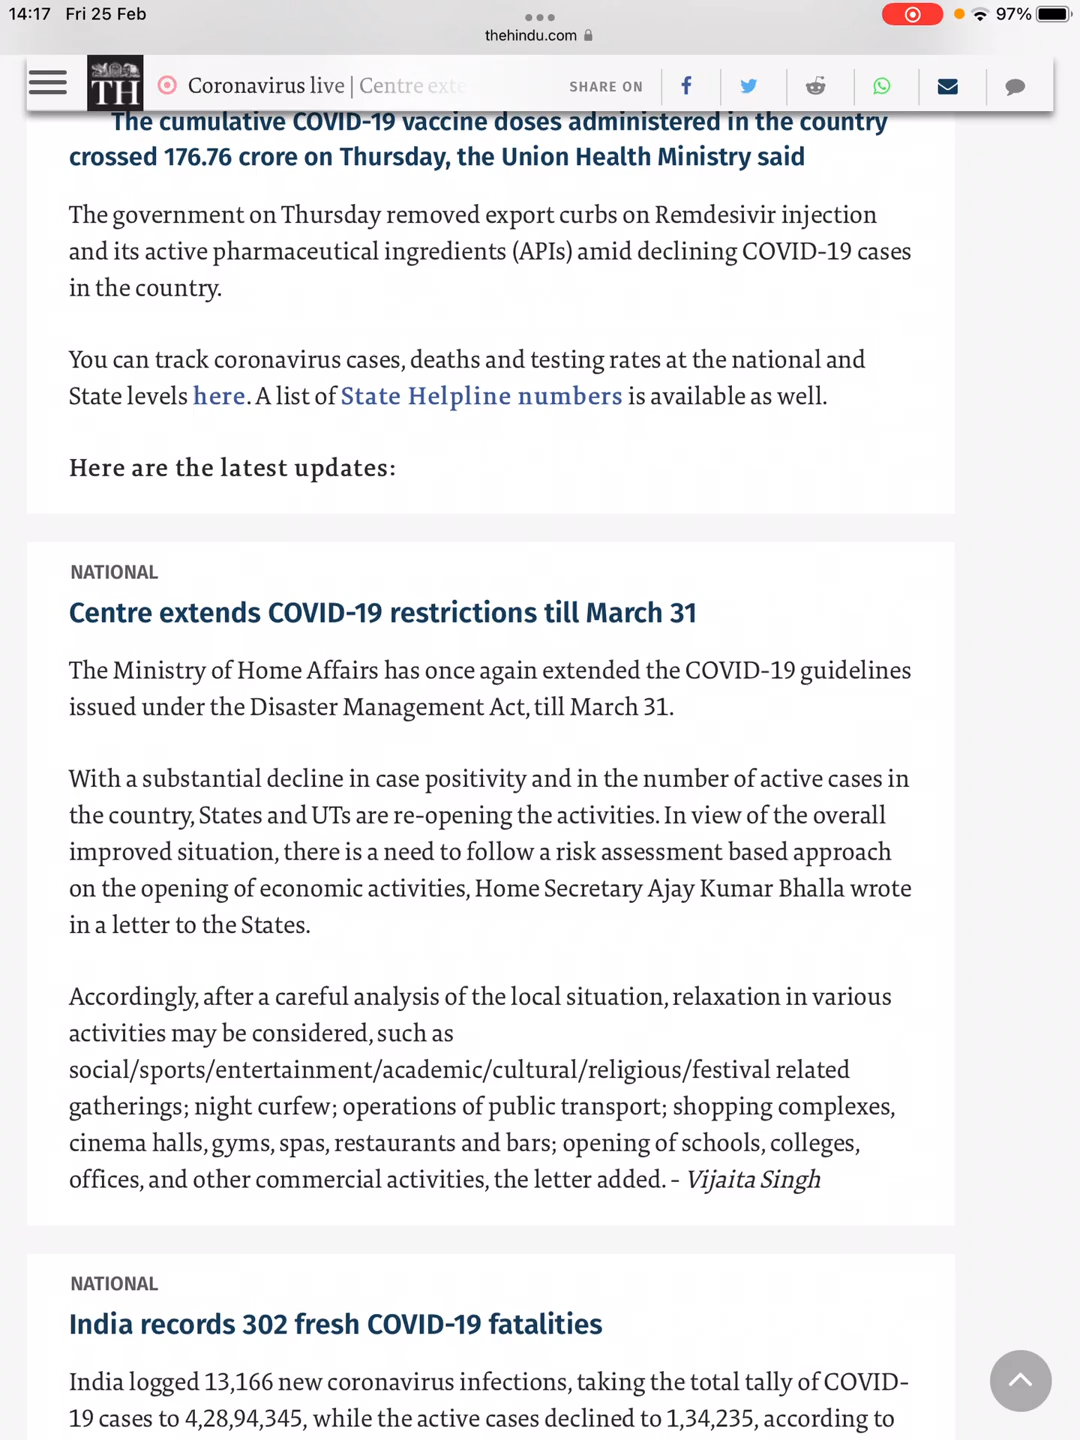 14:17 Fri 25 Feb
97%
thehindu.com
TH
Coronavirus live | Centre exte
SHARE ON
The cumulative COVID-19 vaccine doses administered in the country
crossed 176.76 crore on Thursday, the Union Health Ministry said
The government on Thursday removed export curbs on Remdesivir injection
and its active pharmaceutical ingredients (APIs) amid declining COVID-19 cases
in the country.
You can track coronavirus cases, deaths and testing rates at the national and
State levels here. A list of State Helpline numbers is available as well.
Here are the latest updates:
NATIONAL
Centre extends COVID-19 restrictions till March 31
The Ministry of Home Affairs has once again extended the COVID-19 guidelines
issued under the Disaster Management Act, till March 31.
With a substantial decline in case positivity and in the number of active cases in
the country, States and UTs are re-opening the activities. In view of the overall
improved situation, there is a need to follow a risk assessment based approach
on the opening of economic activities, Home Secretary Ajay Kumar Bhalla wrote
in a letter to the States.
Accordingly, after a careful analysis of the local situation, relaxation in various
activities may be considered, such as
social/sports/entertainment/academic/cultural/religious/festival related
gatherings; night curfew; operations of public transport; shopping complexes,
cinema halls, gyms, spas, restaurants and bars; opening of schools, colleges,
offices, and other commercial activities, the letter added. - Vijaita Singh
NATIONAL
India records 302 fresh COVID-19 fatalities
India logged 13,166 new coronavirus infections, taking the total tally of COVID-
19 cases to 4,28,94,345, while the active cases declined to 1,34,235, according to